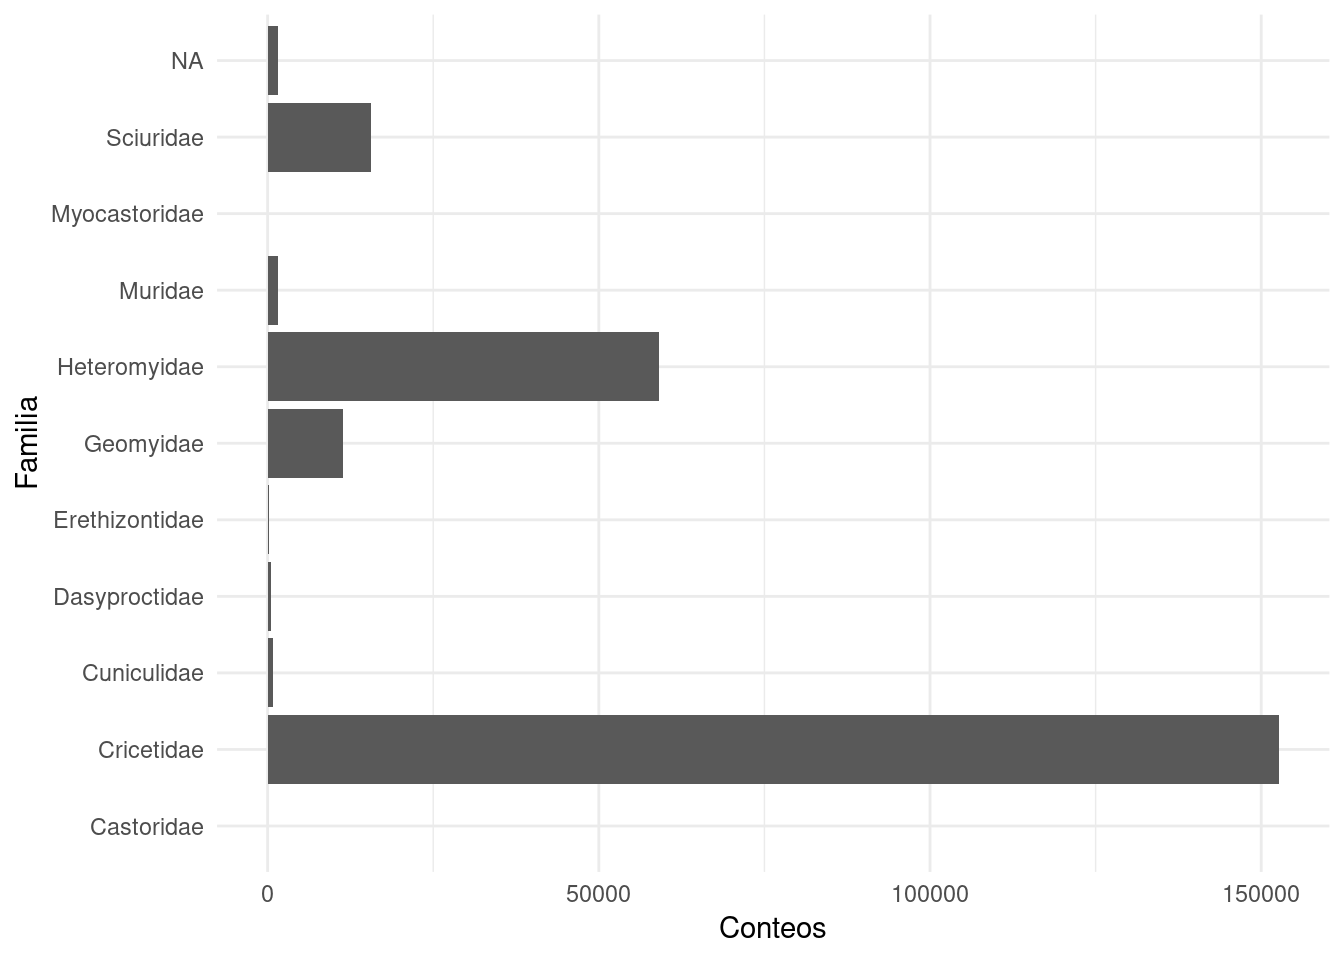 NA
Sciuridae
Myocastoridae
Muridae
Heteromyidae
Geomyidae
Erethizontidae
Dasyproctidae
Cuniculidae
Cricetidae
Castoridae
Familia
0 50000 100000 150000
Conteos